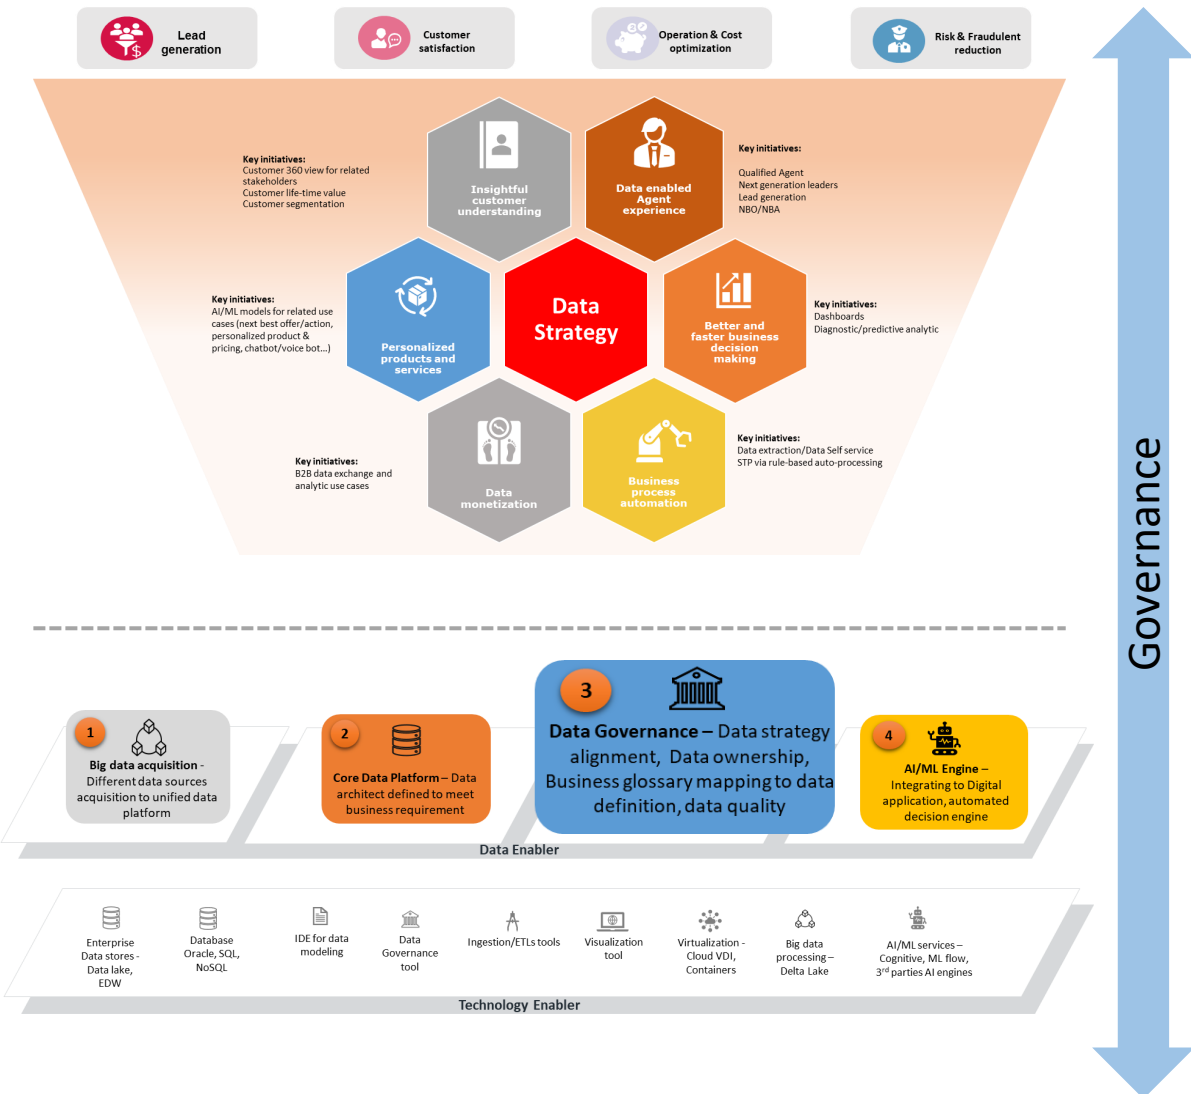 Lead
generation
Customer
satisfaction
Operation & Cost
optimization
Risk & Fraudulent
reduction
Key initiatives:
Customer 360 view for related
stakeholders
Customer life-time value
Customer segmentation
Insightful
customer
understanding
Data enabled
Agent
experience
Key initiatives:
Qualified Agent
Next generation leaders
Lead generation
NBO/NBA
Key initiatives:
AI/ML models for related use
cases (next best offer/action,
personalized product &
pricing, chatbot/voice bot...)
Personalized
products and
services
Data
Strategy
Better and
faster business
decision
making
Key initiatives:
Dashboards
Diagnostic/predictive analytic
Key initiatives:
B2B data exchange and
analytic use cases
Data
monetization
Business
process
automation
Key initiatives:
Data extraction/Data Self service
STP via rule-based auto-processing
Governance
1
Big data acquisition -
Different data sources
acquisition to unified data
platform
2
Core Data Platform – Data
architect defined to meet
business requirement
3
Data Governance – Data strategy
alignment, Data ownership,
Business glossary mapping to data
definition, data quality
4
AI/ML Engine –
Integrating to Digital
application, automated
decision engine
Data Enabler
Enterprise
Data stores -
Data lake,
EDW
Database
Oracle, SQL,
NoSQL
IDE for data
modeling
Data
Governance
tool
Ingestion/ETLs tools
Visualization
tool
Virtualization -
Cloud VDI,
Containers
Big data
processing –
Delta Lake
AI/ML services –
Cognitive, ML flow,
3rd parties AI engines
Technology Enabler